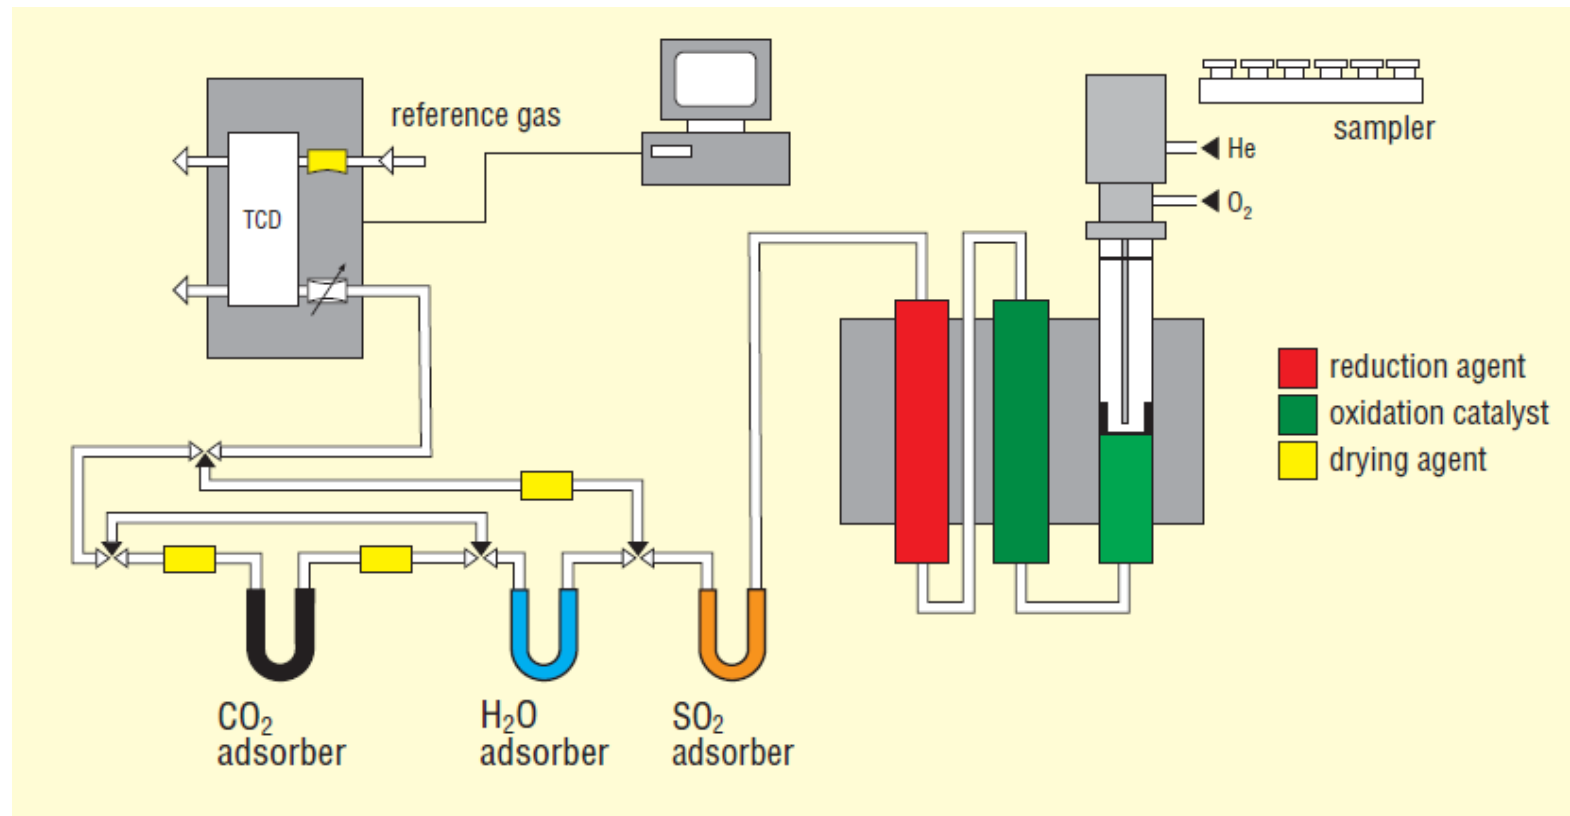 reference gas
sampler
He
TCD
O₂
reduction agent
oxidation catalyst
drying agent
CO₂
adsorber
H₂O
adsorber
SO₂
adsorber